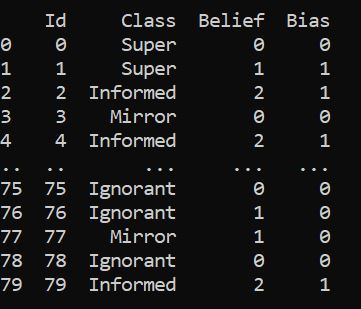 Id Class Belief Bias
0 0 Super 0 0
1 1 Super 1 1
2 2 Informed 2 1
3 3 Mirror 0 0
4 4 Informed 2 1
.. .. ... ... ...
75 75 Ignorant 0 0
76 76 Ignorant 1 0
77 77 Mirror 1 0
78 78 Ignorant 0 0
79 79 Informed 2 1